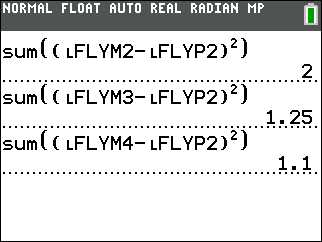 NORMAL FLOAT AUTO REAL RADIAN MP
sum((ʟFLYM2-ʟFLYP2)²)
2
sum((ʟFLYM3-ʟFLYP2)²)
1.25
sum((ʟFLYM4-ʟFLYP2)²)
1.1